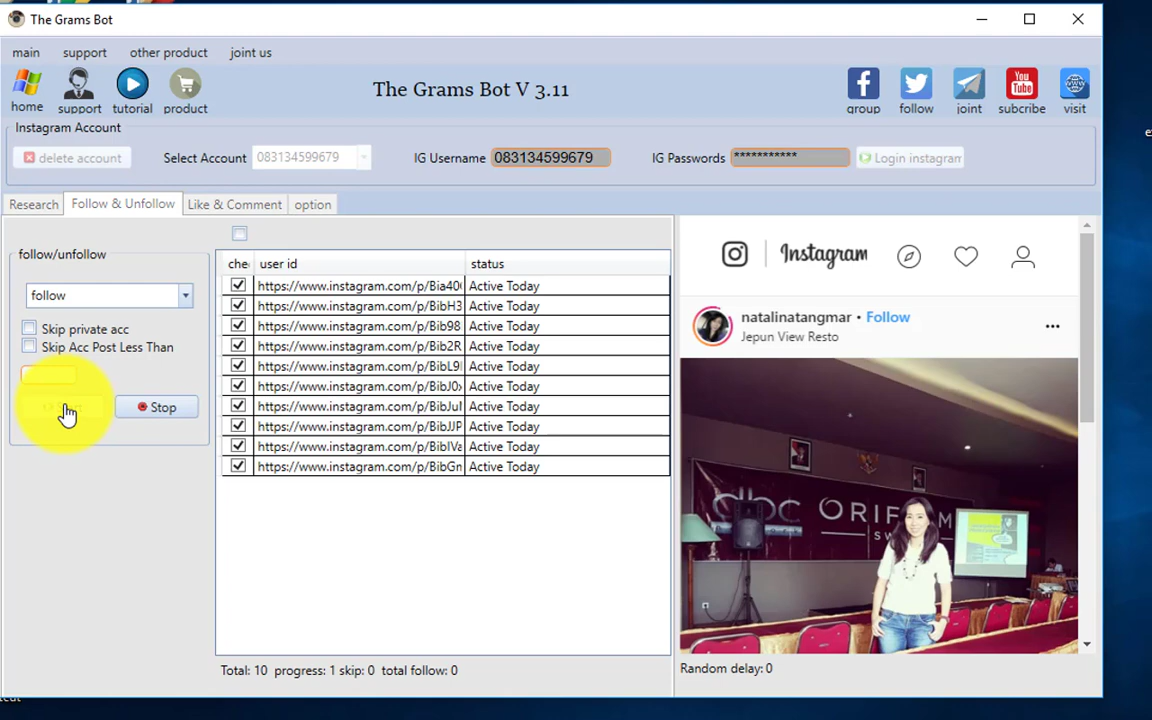 The Grams Bot
main support other product joint us
home support tutorial product
The Grams Bot V 3.11
group follow joint subcribe visit
Instagram Account
delete account Select Account 083134599679 IG Username 083134599679 IG Passwords *********** Login instagram
Research Follow & Unfollow Like & Comment option
follow/unfollow
follow
Skip private acc
Skip Acc Post Less Than
Stop
user id status
https://www.instagram.com/p/Bia40 Active Today
https://www.instagram.com/p/BibH3 Active Today
https://www.instagram.com/p/Bib98 Active Today
https://www.instagram.com/p/Bib2R Active Today
https://www.instagram.com/p/BibL9 Active Today
https://www.instagram.com/p/BibJ0 Active Today
https://www.instagram.com/p/BibJu Active Today
https://www.instagram.com/p/BibJJP Active Today
https://www.instagram.com/p/BibIVa Active Today
https://www.instagram.com/p/BibGn Active Today
Total: 10 progress: 1 skip: 0 total follow: 0
Instagram
natalinatangmar • Follow
Jepun View Resto
dbc ORIF
Random delay: 0